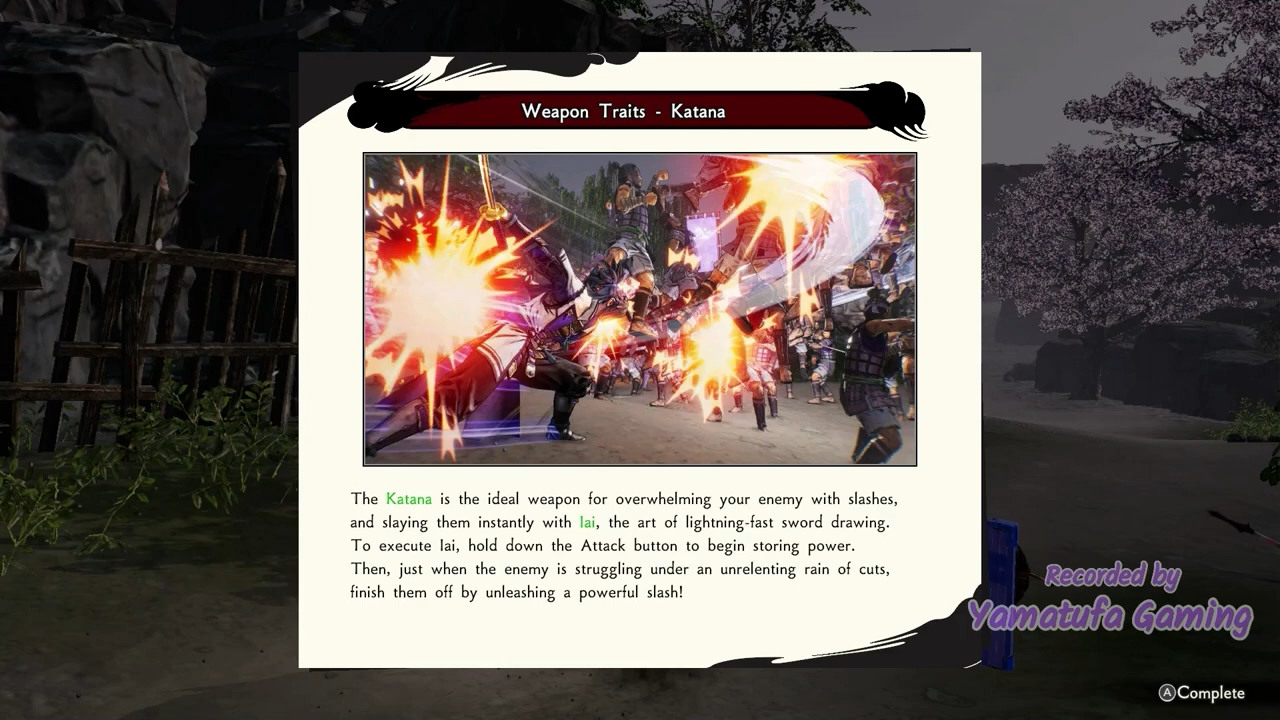 Weapon Traits - Katana
The Katana is the ideal weapon for overwhelming your enemy with slashes,
and slaying them instantly with Iai, the art of lightning-fast sword drawing.
To execute Iai, hold down the Attack button to begin storing power.
Then, just when the enemy is struggling under an unrelenting rain of cuts,
finish them off by unleashing a powerful slash!
Recorded by
Yamatufa Gaming
A Complete